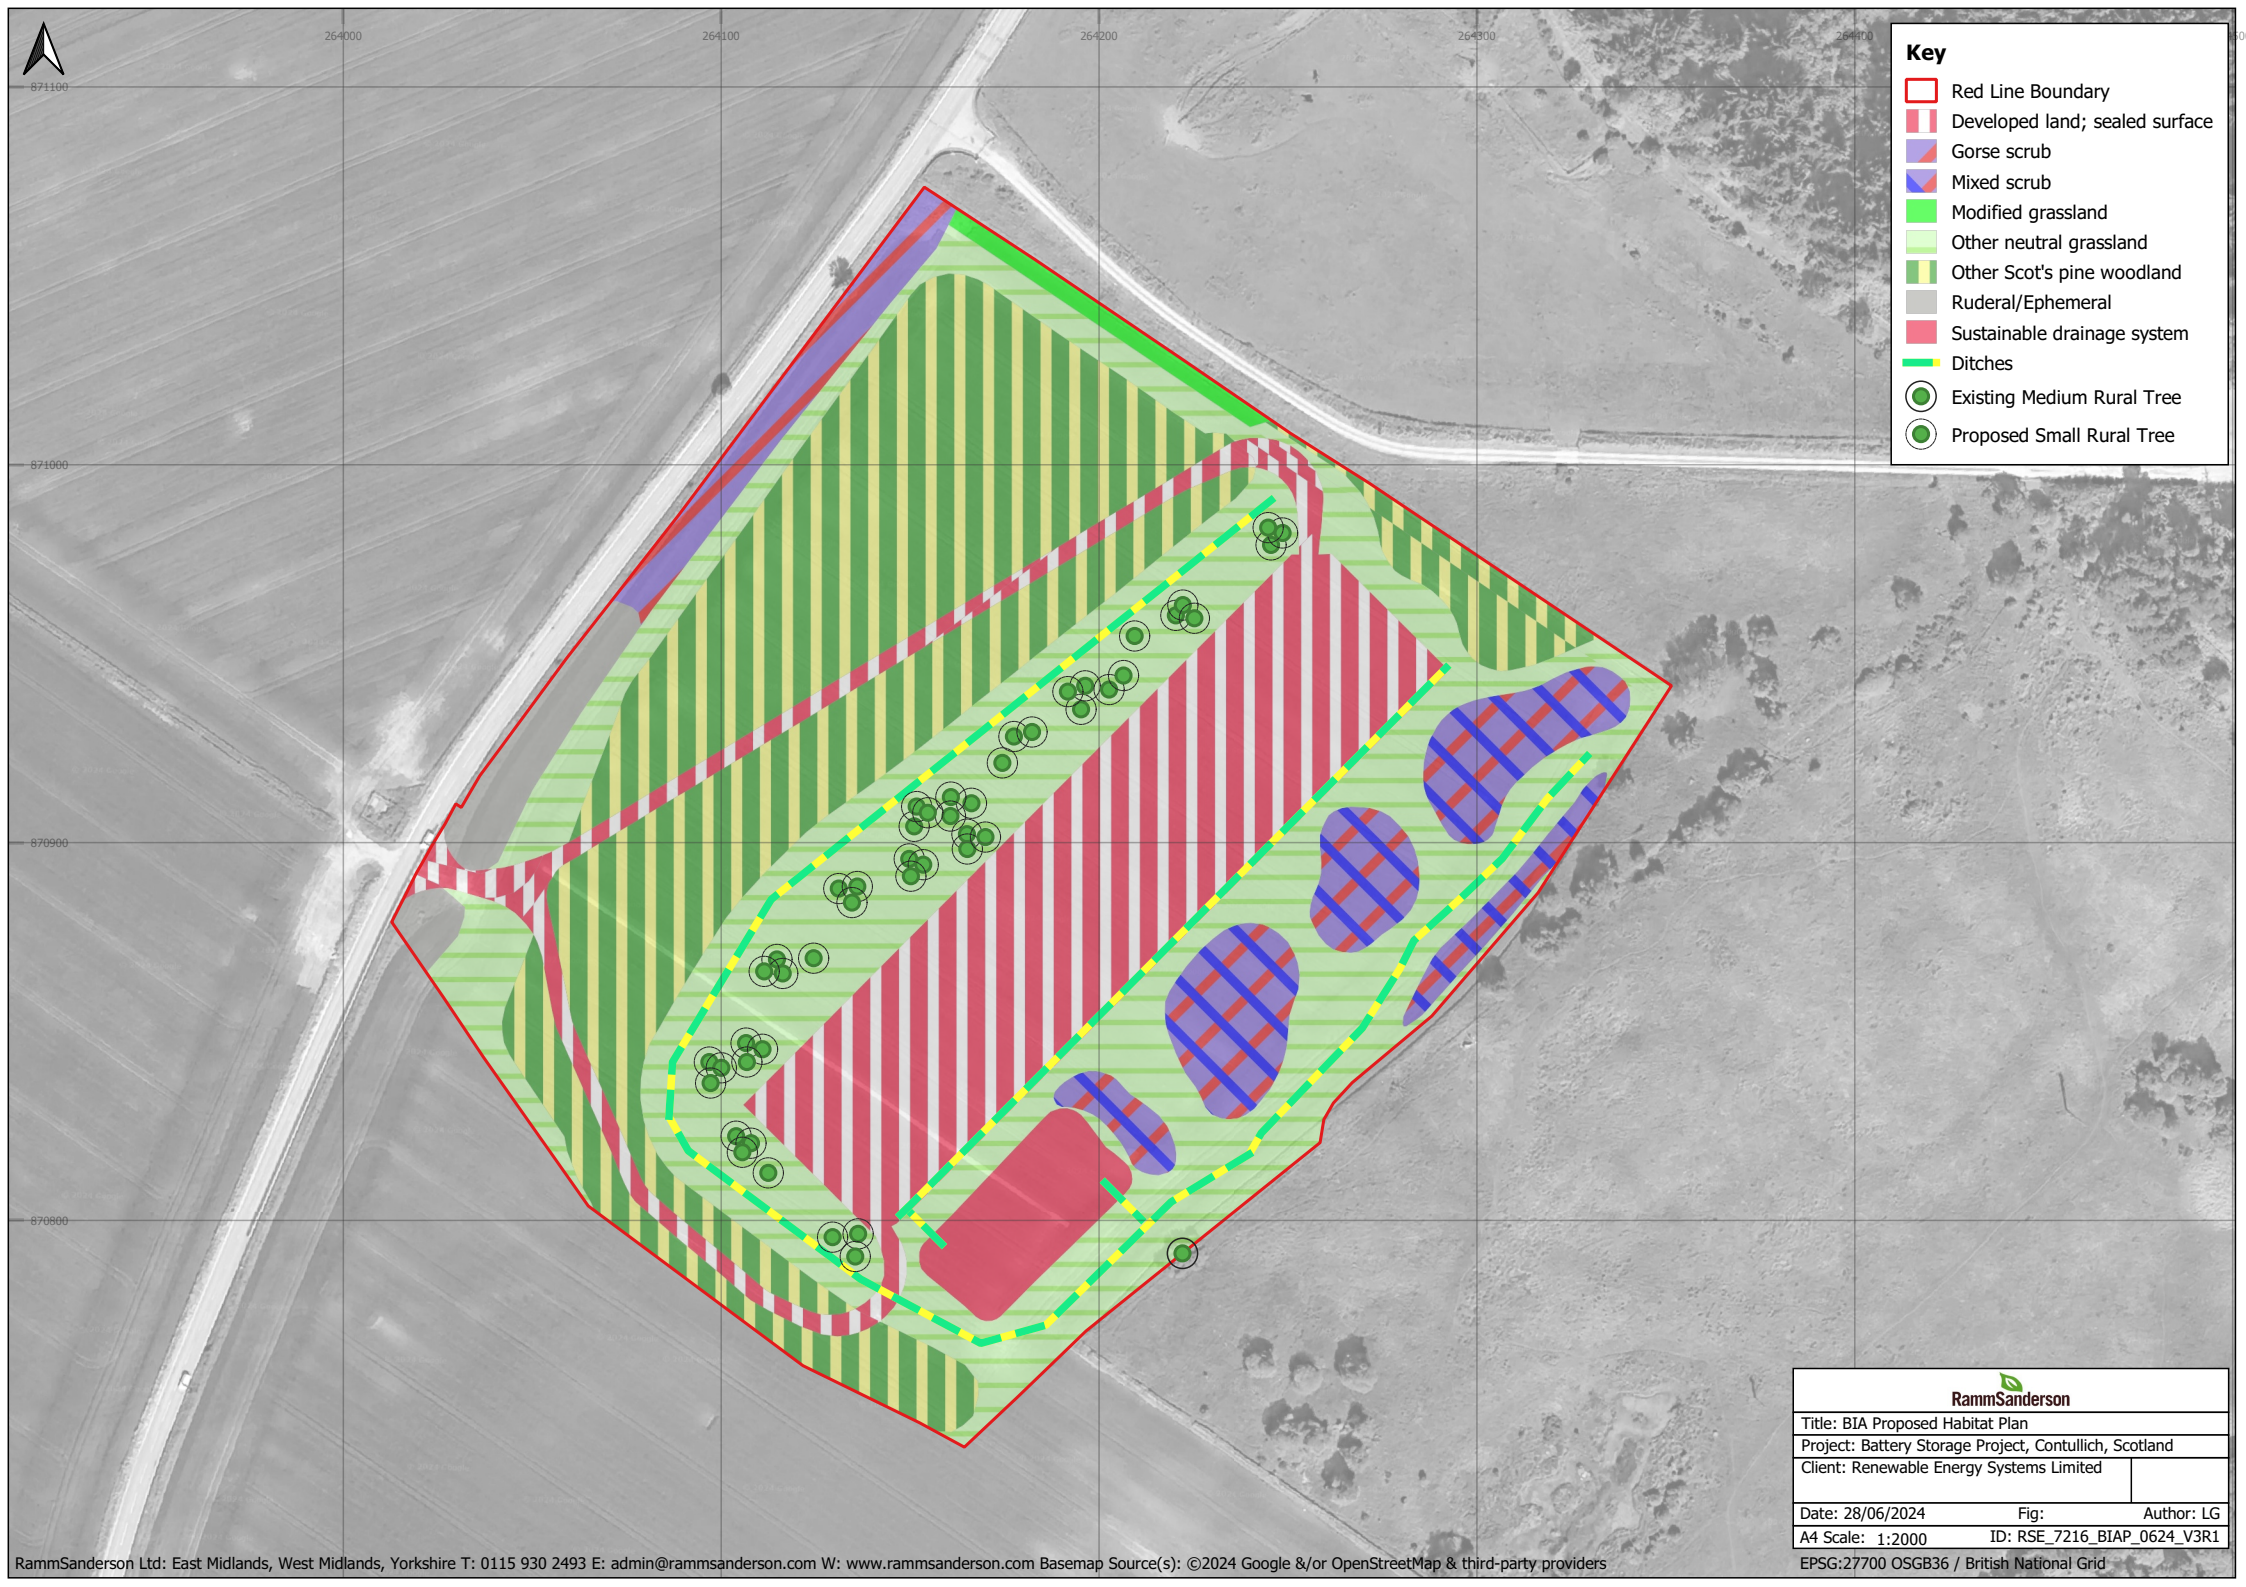 264000
264100
264200
264300
264400
871100
871000
870900
870800
Key
Red Line Boundary
Developed land; sealed surface
Gorse scrub
Mixed scrub
Modified grassland
Other neutral grassland
Other Scot's pine woodland
Ruderal/Ephemeral
Sustainable drainage system
Ditches
Existing Medium Rural Tree
Proposed Small Rural Tree
RammSanderson
Title: BIA Proposed Habitat Plan
Project: Battery Storage Project, Contullich, Scotland
Client: Renewable Energy Systems Limited
Date: 28/06/2024 Fig: Author: LG
A4 Scale: 1:2000 ID: RSE_7216_BIAP_0624_V3R1
RammSanderson Ltd: East Midlands, West Midlands, Yorkshire T: 0115 930 2493 E: admin@rammsanderson.com W: www.rammsanderson.com Basemap Source(s): ©2024 Google &/or OpenStreetMap & third-party providers
EPSG:27700 OSGB36 / British National Grid